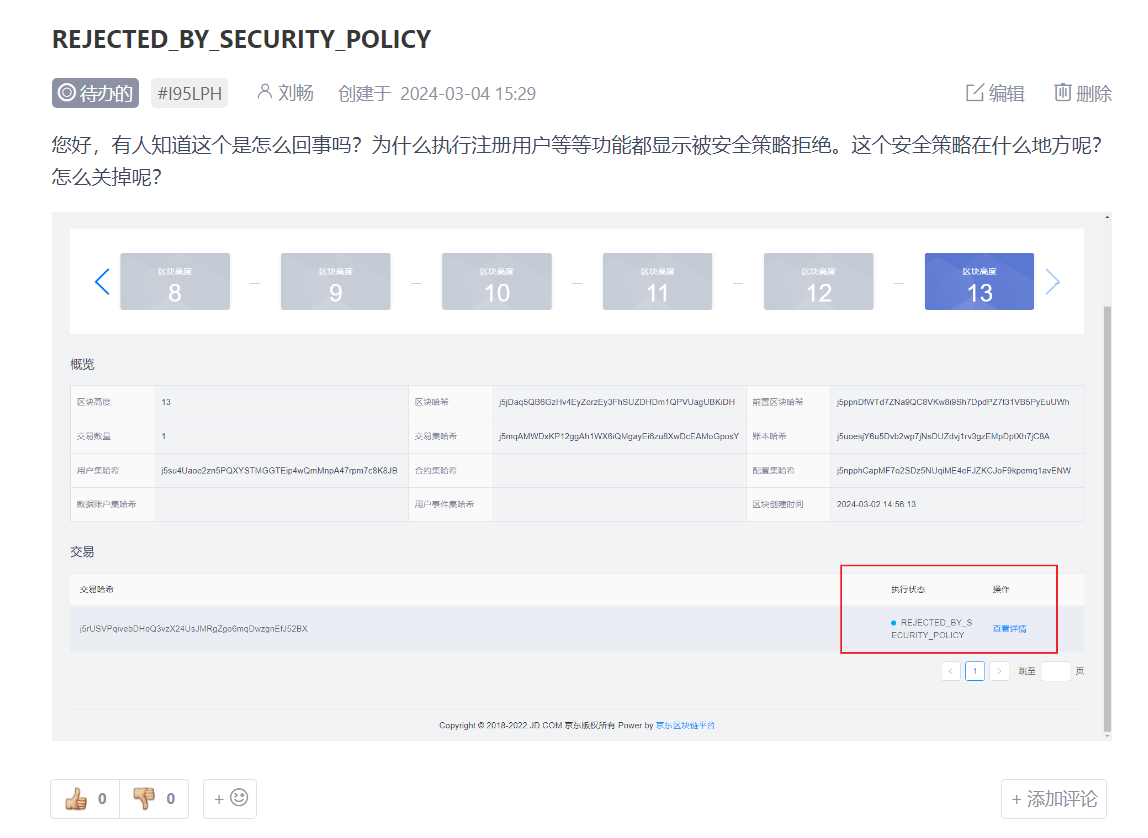 REJECTED_BY_SECURITY_POLICY
待办的 #I95LPH 刘畅 创建于 2024-03-04 15:29 编辑 删除
您好，有人知道这个是怎么回事吗？为什么执行注册用户等等功能都显示被安全策略拒绝。这个安全策略在什么地方呢？
怎么关掉呢？
区块高度 区块高度 区块高度 区块高度 区块高度 区块高度
8 9 10 11 12 13
概览
区块高度 13 区块哈希 j5jDaq5QB6GzHv4EyZorzEy3FhSUZDHDm1QPVUagUBKiDH 前置区块哈希 j5ppnDfWTd7ZNa9QC8VKw8i9Sh7DpdPZ7t31VB5PyEuUWh
交易数量 1 交易集哈希 j5mqAMWDxKP12ggAh1WX6iQMgayEi6zu8XwDcEAMoGposY 账本哈希 j5uoesjY6u5Dvb2wp7jNsDUZdvj1rv3gzEMpDptXh7jC8A
用户集哈希 j5su4Uaoe2zn5PQXYSTMGGTEip4wQmMnpA47rpm7c8K8JB 合约集哈希 配置集哈希 j5npphCapMF7o2SDz5NUqiME4eFJZKCJoF9kpemq1avENW
数据账户集哈希 用户事件集哈希 区块创建时间 2024-03-02 14:56:13
交易
交易哈希 执行状态 操作
j5rUSVPqivebDHoQ3vzX24UsJMRgZgo6mqDwzgnEfJ52BX REJECTED_BY_S 查看详情
ECURITY_POLICY
< 1 > 跳至 页
Copyright © 2018-2022 JD.COM 京东版权所有 Power by 京东区块链平台
0 0 + + 添加评论